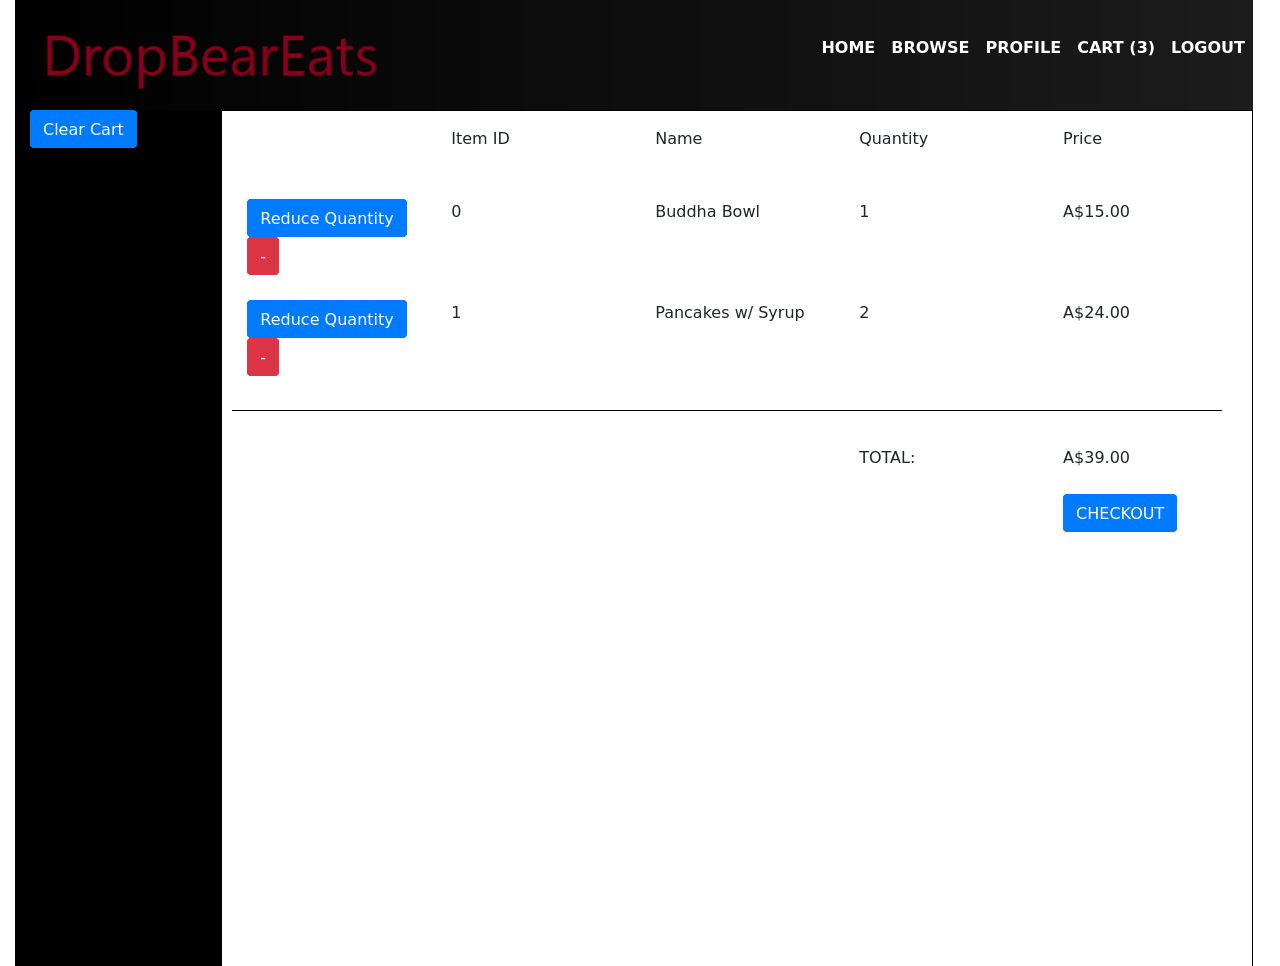 DropBearEats
HOME BROWSE PROFILE CART (3) LOGOUT
Clear Cart
Item ID Name Quantity Price
Reduce Quantity 0 Buddha Bowl 1 A$15.00
-
Reduce Quantity 1 Pancakes w/ Syrup 2 A$24.00
-
TOTAL: A$39.00
CHECKOUT